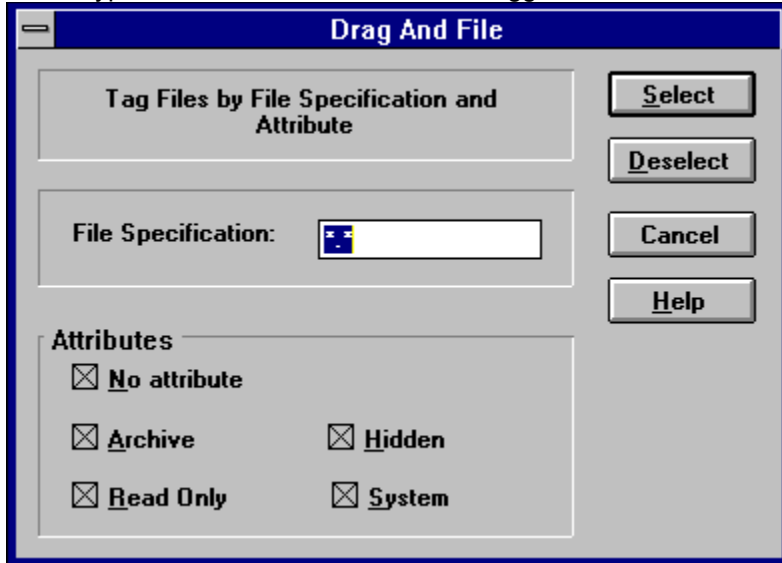 Drag And File
Tag Files by File Specification and
Attribute
Select
Deselect
File Specification:
*.*
Cancel
Help
Attributes
No attribute
Archive
Hidden
Read Only
System